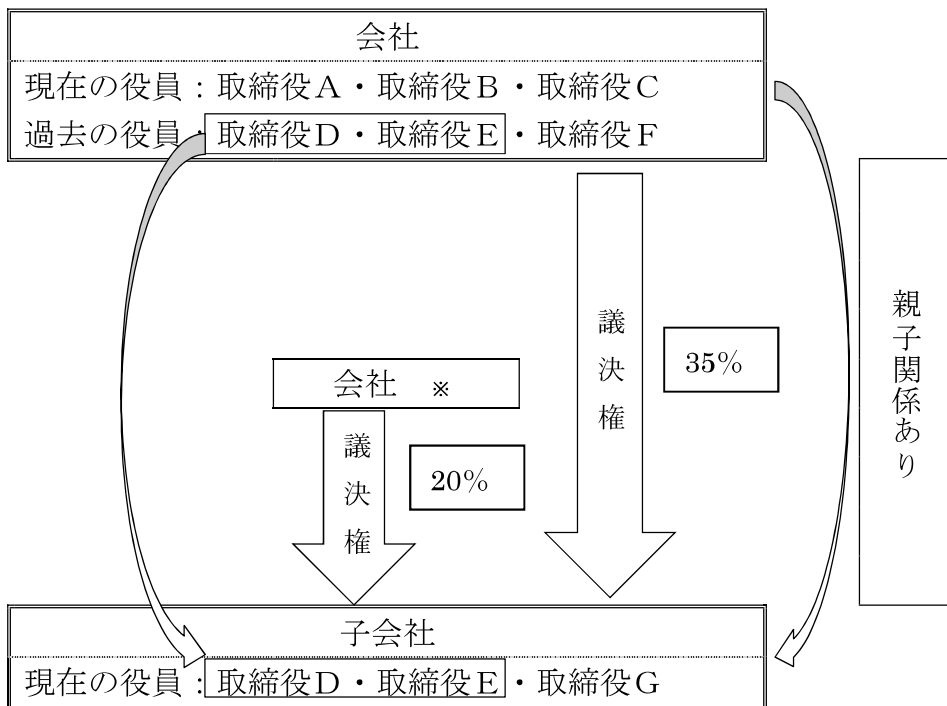 会社
現在の役員：取締役A・取締役B・取締役C
過去の役員：取締役D・取締役E・取締役F
議決権
35%
親子関係あり
会社　※
議決権
20%
子会社
現在の役員：取締役D・取締役E・取締役G